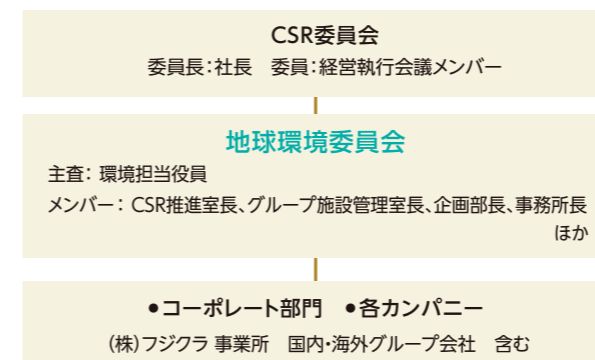 CSR委員会
委員長：社長　委員：経営執行会議メンバー
地球環境委員会
主査： 環境担当役員
メンバー： CSR推進室長、グループ施設管理室長、企画部長、事務所長
ほか
●コーポレート部門　●各カンパニー
（株）フジクラ 事業所　国内・海外グループ会社　含む